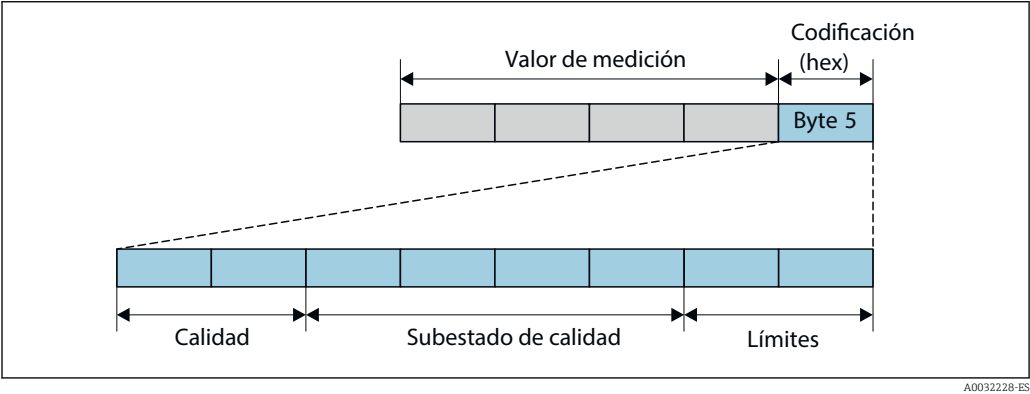 Codificación
Valor de medición
(hex)
Byte 5
Calidad
Subestado de calidad
Límites
A0032228-ES